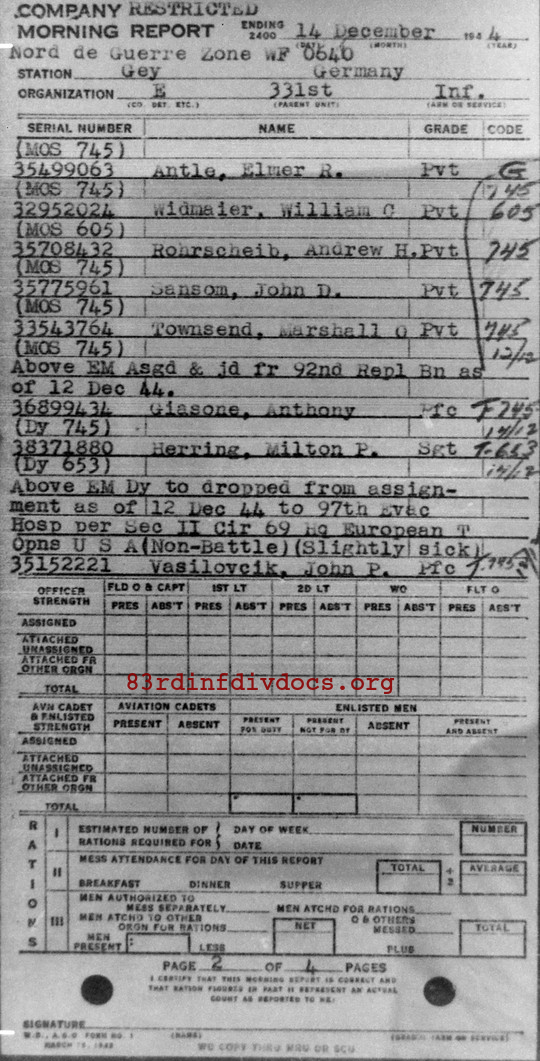 COMPANY RESTRICTED
MORNING REPORT ENDING 2400 14 December 1944
(DATE) (MONTH) (YEAR)
Nord de Guerre Zone WF 0640
STATION Gey Germany
ORGANIZATION E 331st Inf.
(CO. DET. ETC.) (PARENT UNIT) (ARM OR SERVICE)
SERIAL NUMBER NAME GRADE CODE
(MOS 745)
35499063 Antle, Elmer R. Pvt G
(MOS 745) 745
32952024 Widmaier, William C Pvt 605
(MOS 605)
35708432 Rohrscheib, Andrew H. Pvt 745
(MOS 745)
35775961 Sansom, John D. Pvt 745
(MOS 745)
33543764 Townsend, Marshall O Pvt 745
(MOS 745) 12/12
Above EM Asgd & jd fr 92nd Repl Bn as
of 12 Dec 44.
36899434 Giasone, Anthony Pfc T-745
(Dy 745) 12/12
38371880 Herring, Milton P. Sgt T-653
(Dy 653) 12/12
Above EM Dy to dropped from assign-
ment as of 12 Dec 44 to 97th Evac
Hosp per Sec II Cir 69 Hq European T
Opns U S A (Non-Battle) (Slightly sick)
35152221 Vasilovcik, John P. Pfc T-745
OFFICER STRENGTH FLD O & CAPT 1ST LT 2D LT WO FLT O
PRES ABS'T PRES ABS'T PRES ABS'T PRES ABS'T PRES ABS'T
ASSIGNED
ATTACHED UNASSIGNED
ATTACHED FR OTHER ORGN
TOTAL
83rdinfdivdocs.org
AVN CADET & ENLISTED STRENGTH AVIATION CADETS ENLISTED MEN
PRESENT ABSENT PRESENT FOR DUTY PRESENT NOT FOR DY ABSENT PRESENT AND ABSENT
ASSIGNED
ATTACHED UNASSIGNED
ATTACHED FR OTHER ORGN
TOTAL
RATIONS
I ESTIMATED NUMBER OF RATIONS REQUIRED FOR { DAY OF WEEK DATE NUMBER
II MESS ATTENDANCE FOR DAY OF THIS REPORT TOTAL ÷ 3 AVERAGE
BREAKFAST DINNER SUPPER
III MEN AUTHORIZED TO MESS SEPARATELY MEN ATCHD FOR RATIONS
MEN ATCHD TO OTHER ORGN FOR RATIONS NET & OTHERS MESSED TOTAL
MEN PRESENT LESS PLUS
PAGE 2 OF 4 PAGES
I CERTIFY THAT THIS MORNING REPORT IS CORRECT AND
THAT RATION FIGURES IN PART II REPRESENT AN ACTUAL
COUNT AS REPORTED TO ME:
SIGNATURE
W.D., A.G.O. FORM NO. 1 (NAME) (GRADE) (ARM OR SERVICE)
MARCH 15, 1943 WD COPY THRU MRU OR SCU